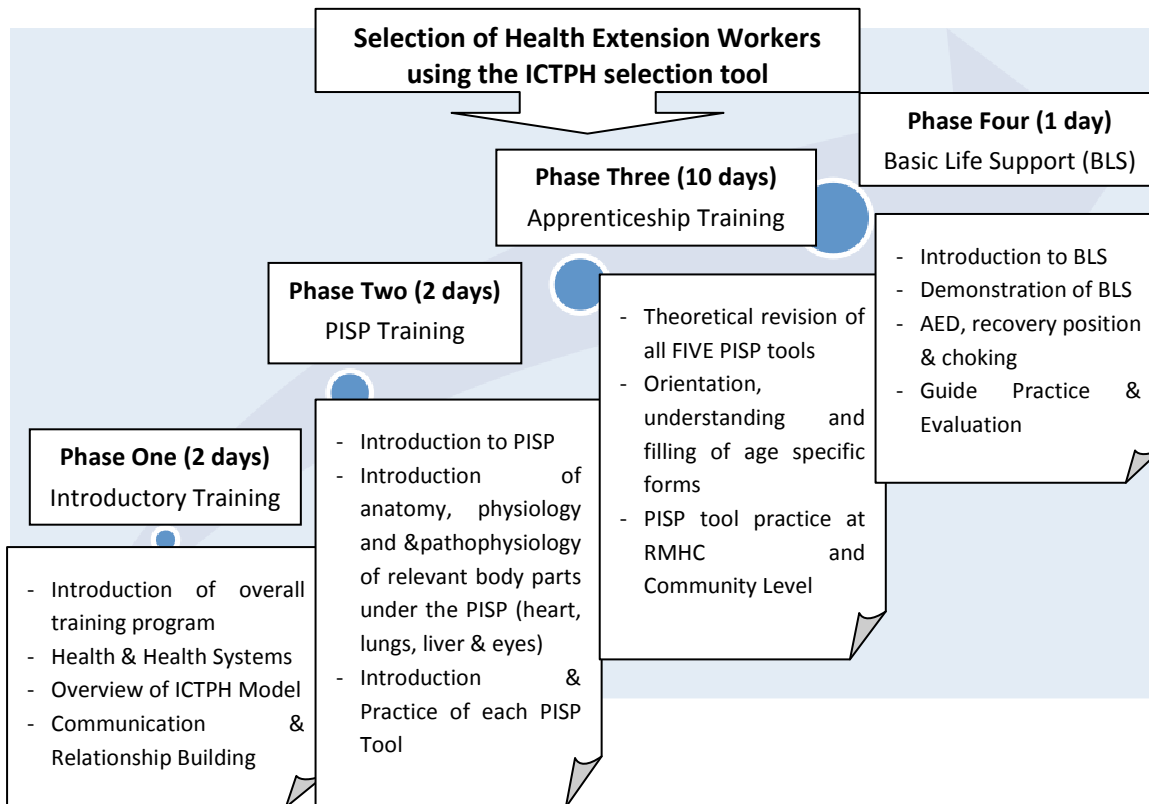 Selection of Health Extension Workers
using the ICTPH selection tool
Phase One (2 days)
Introductory Training
- Introduction of overall
training program
- Health & Health Systems
- Overview of ICTPH Model
- Communication &
Relationship Building
Phase Two (2 days)
PISP Training
- Introduction to PISP
- Introduction of
anatomy, physiology
and &pathophysiology
of relevant body parts
under the PISP (heart,
lungs, liver & eyes)
- Introduction &
Practice of each PISP
Tool
Phase Three (10 days)
Apprenticeship Training
- Theoretical revision of
all FIVE PISP tools
- Orientation,
understanding and
filling of age specific
forms
- PISP tool practice at
RMHC and
Community Level
Phase Four (1 day)
Basic Life Support (BLS)
- Introduction to BLS
- Demonstration of BLS
- AED, recovery position
& choking
- Guide Practice &
Evaluation